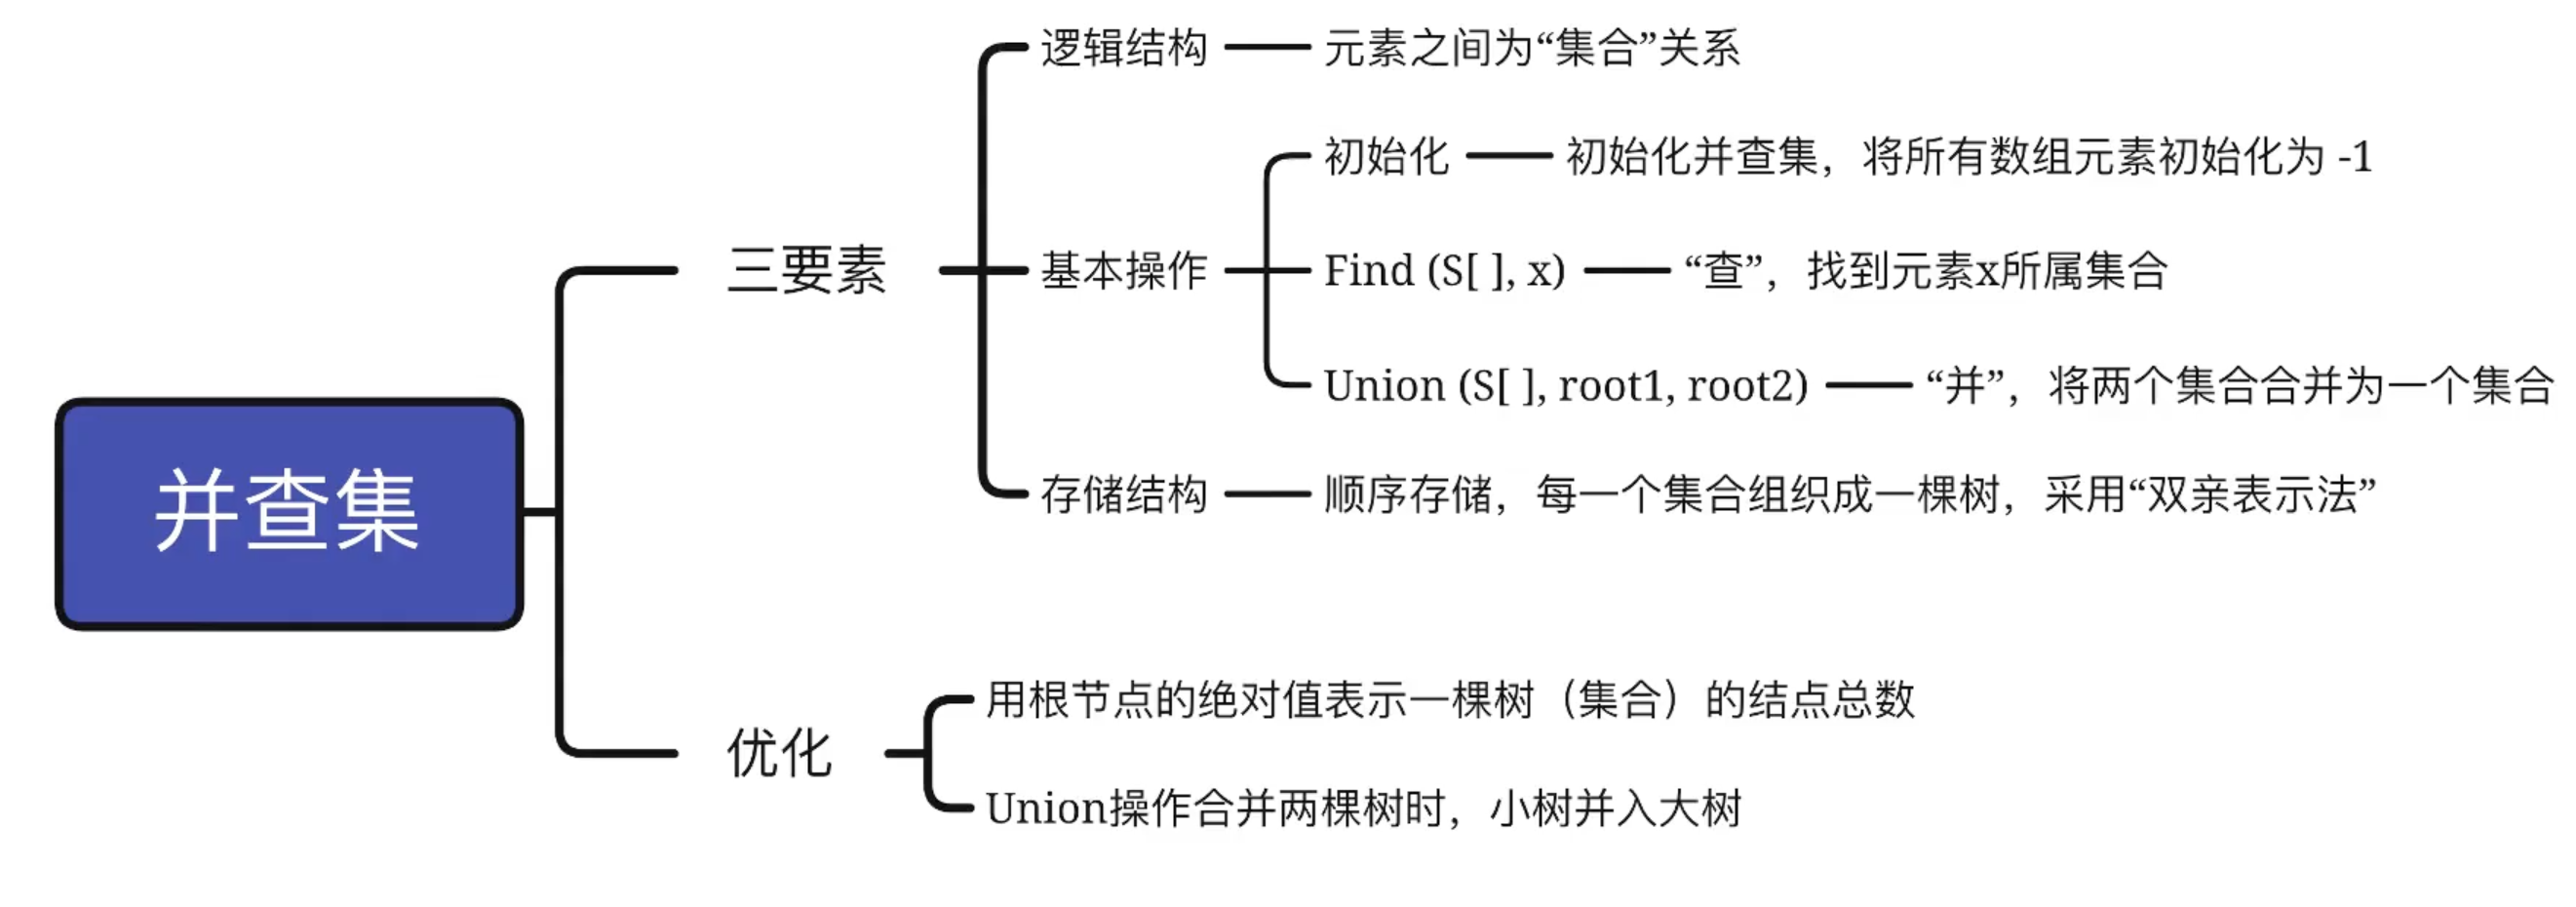 并查集
三要素
逻辑结构
元素之间为“集合”关系
基本操作
初始化
初始化并查集，将所有数组元素初始化为 -1
Find (S[ ], x)
“查”，找到元素x所属集合
Union (S[ ], root1, root2)
“并”，将两个集合合并为一个集合
存储结构
顺序存储，每一个集合组织成一棵树，采用“双亲表示法”
优化
用根节点的绝对值表示一棵树（集合）的结点总数
Union操作合并两棵树时，小树并入大树